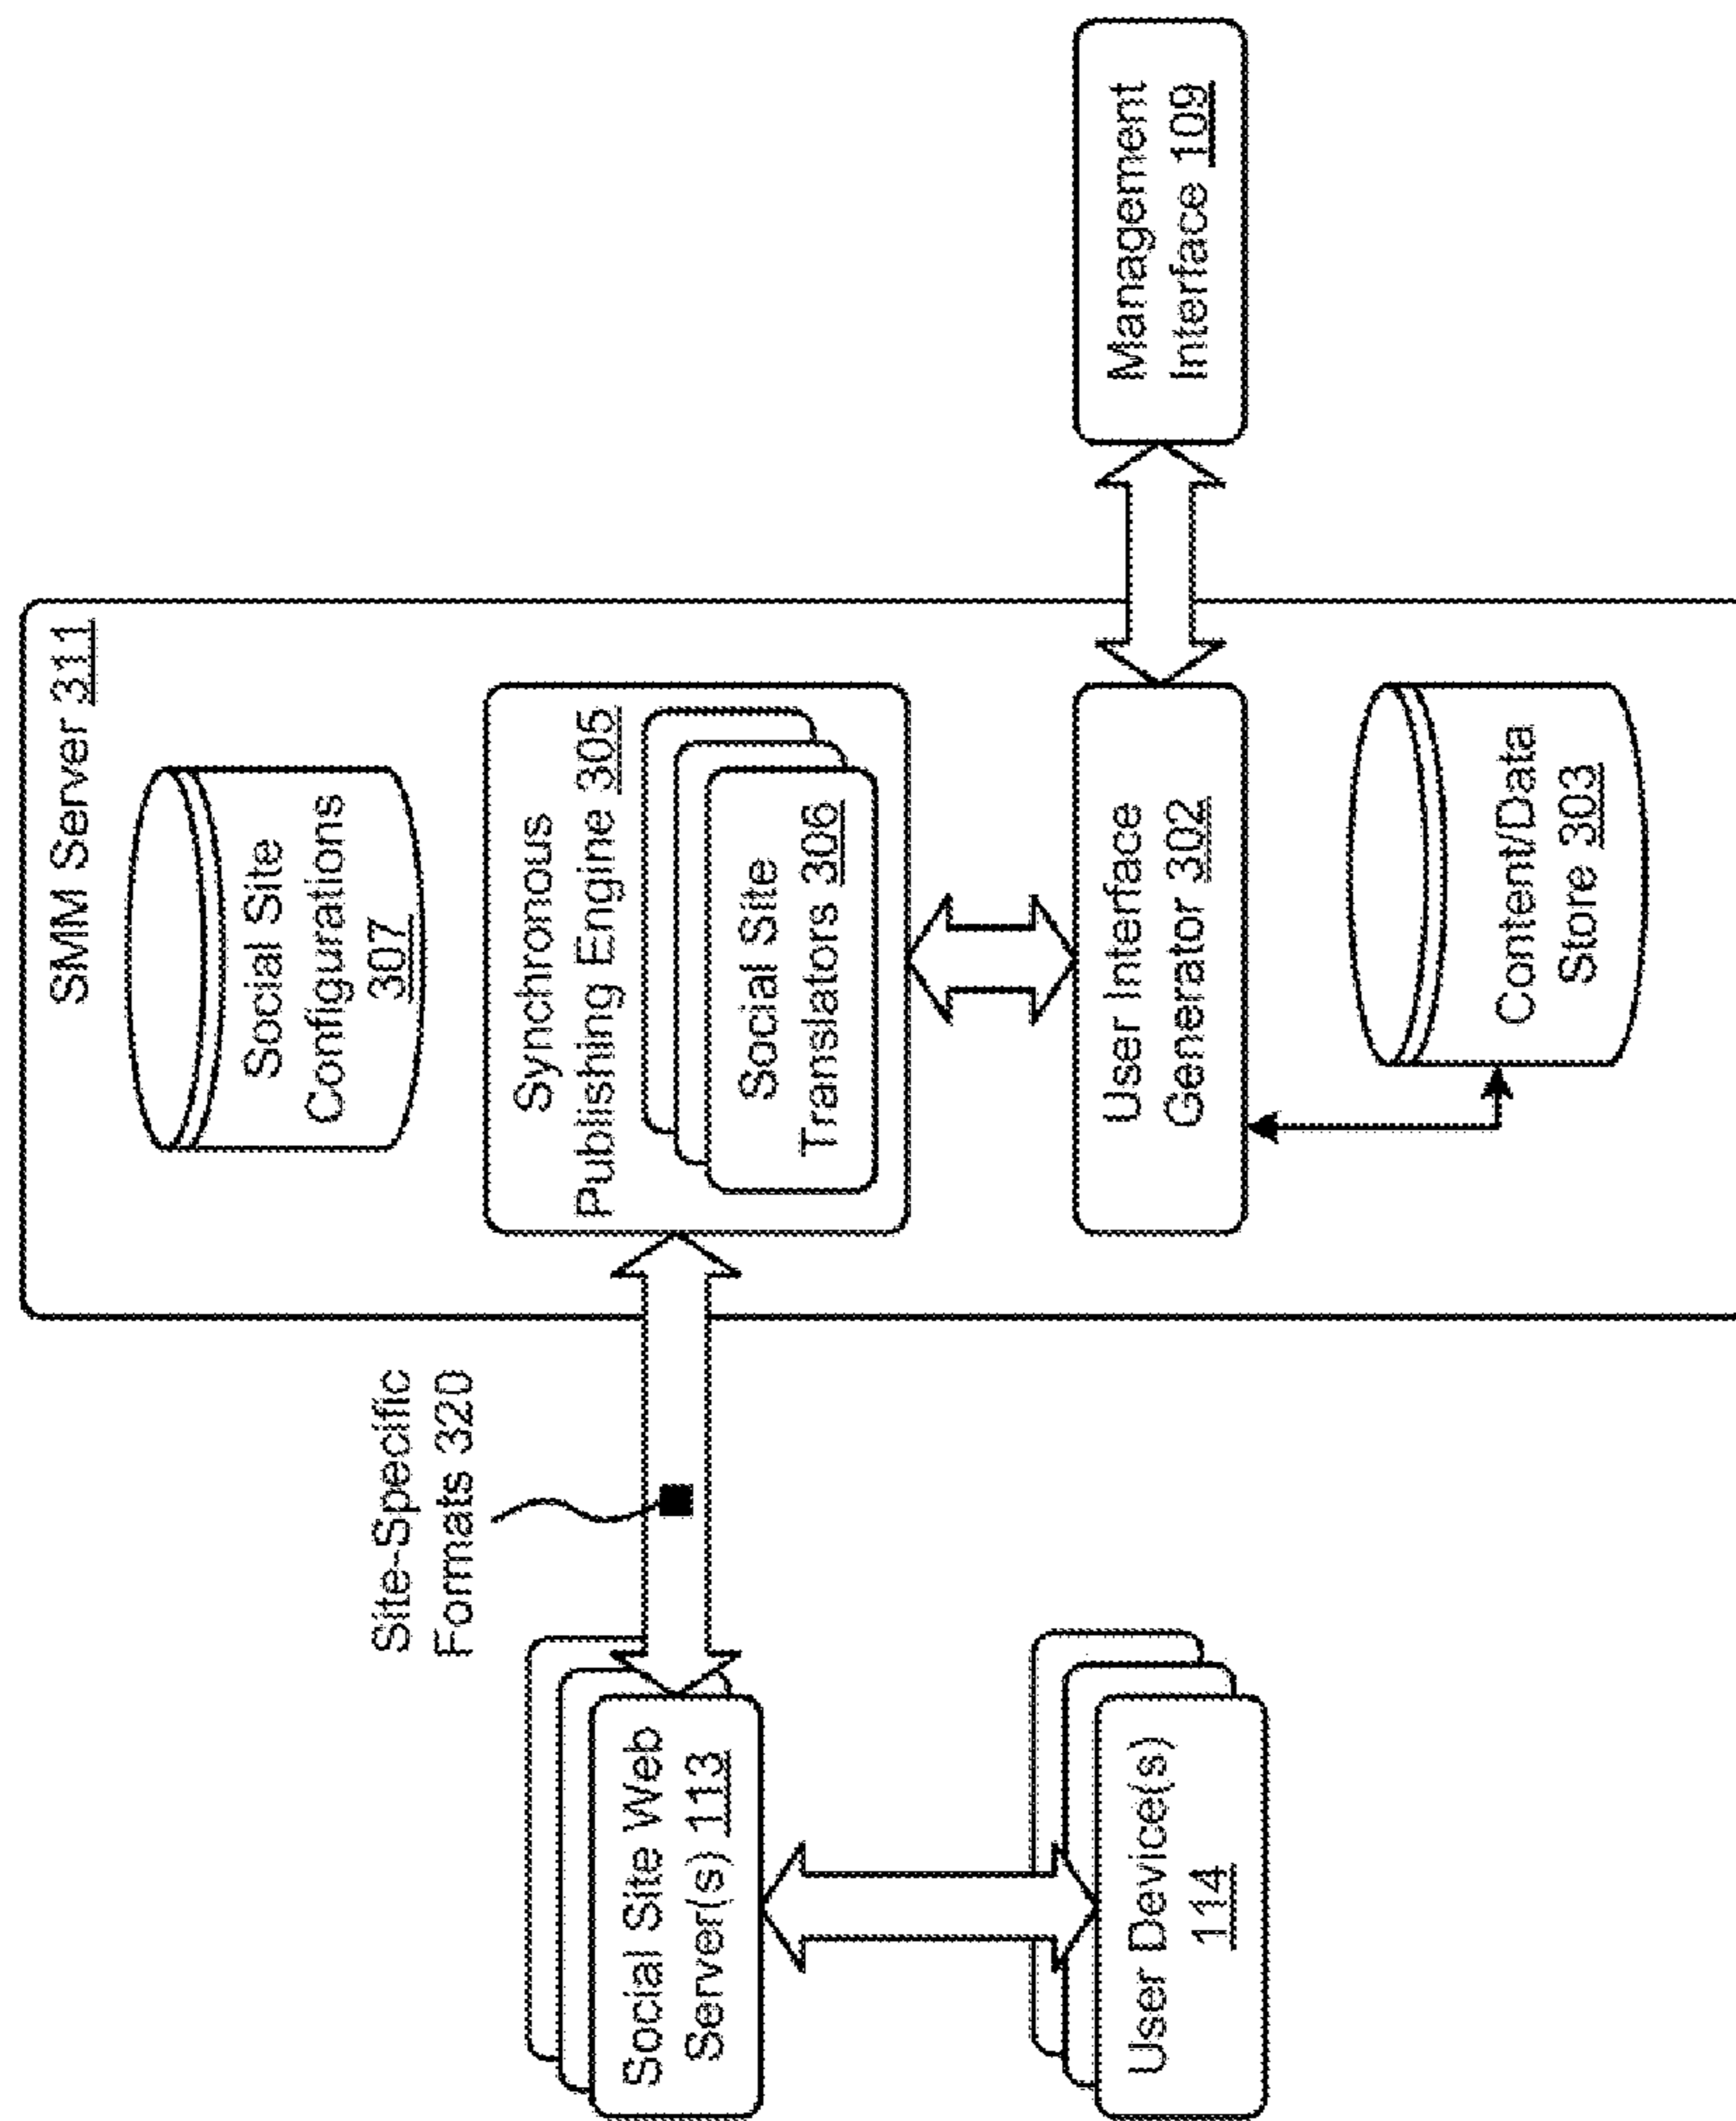 SMM Server 311
Social Site
Configurations
307
Synchronous
Publishing Engine 305
Social Site
Translators 306
User Interface
Generator 302
Content/Data
Store 303
Management
Interface 109
Site-Specific
Formats 320
Social Site Web
Server(s) 113
User Device(s)
114